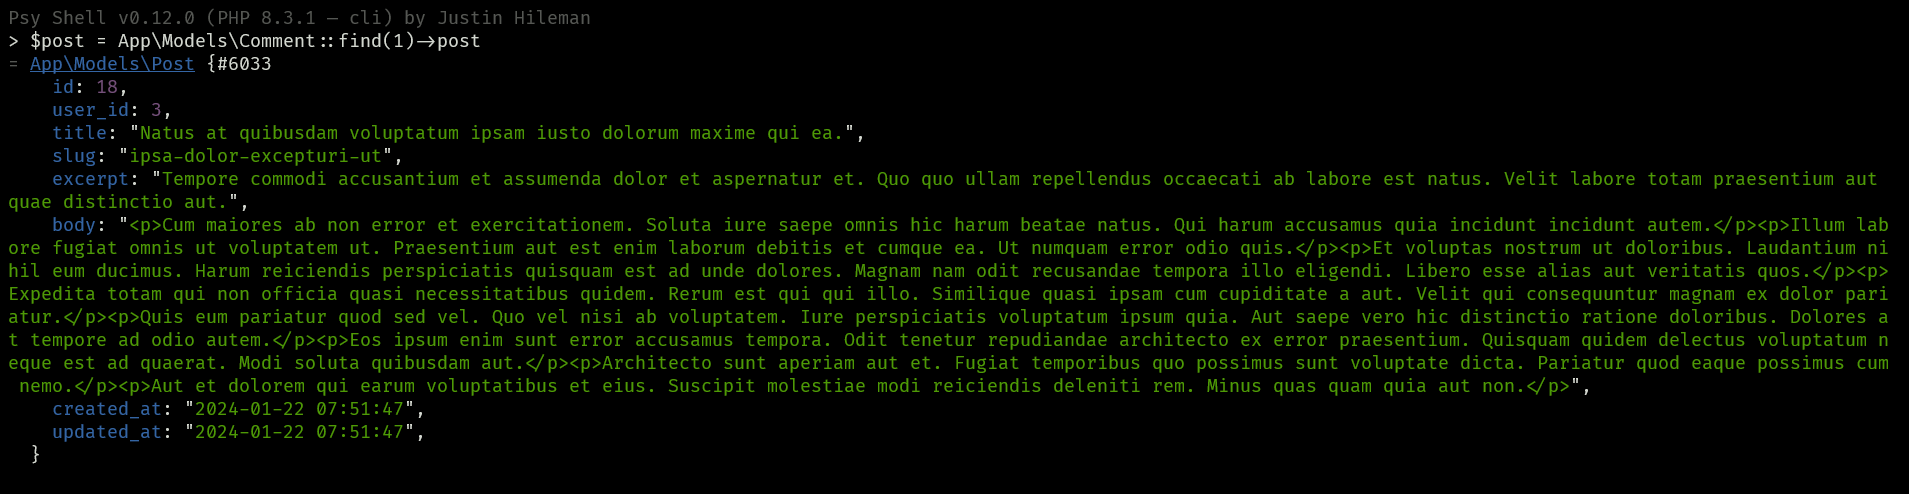 Psy Shell v0.12.0 (PHP 8.3.1 — cli) by Justin Hileman
> $post = App\Models\Comment::find(1)->post
= App\Models\Post {#6033
    id: 18,
    user_id: 3,
    title: "Natus at quibusdam voluptatum ipsam iusto dolorum maxime qui ea.",
    slug: "ipsa-dolor-excepturi-ut",
    excerpt: "Tempore commodi accusantium et assumenda dolor et aspernatur et. Quo quo ullam repellendus occaecati ab labore est natus. Velit labore totam praesentium aut
quae distinctio aut.",
    body: "<p>Cum maiores ab non error et exercitationem. Soluta iure saepe omnis hic harum beatae natus. Qui harum accusamus quia incidunt incidunt autem.</p><p>Illum lab
ore fugiat omnis ut voluptatem ut. Praesentium aut est enim laborum debitis et cumque ea. Ut numquam error odio quis.</p><p>Et voluptas nostrum ut doloribus. Laudantium ni
hil eum ducimus. Harum reiciendis perspiciatis quisquam est ad unde dolores. Magnam nam odit recusandae tempora illo eligendi. Libero esse alias aut veritatis quos.</p><p>
Expedita totam qui non officia quasi necessitatibus quidem. Rerum est qui qui illo. Similique quasi ipsam cum cupiditate a aut. Velit qui consequuntur magnam ex dolor pari
atur.</p><p>Quis eum pariatur quod sed vel. Quo vel nisi ab voluptatem. Iure perspiciatis voluptatum ipsum quia. Aut saepe vero hic distinctio ratione doloribus. Dolores a
t tempore ad odio autem.</p><p>Eos ipsum enim sunt error accusamus tempora. Odit tenetur repudiandae architecto ex error praesentium. Quisquam quidem delectus voluptatum n
eque est ad quaerat. Modi soluta quibusdam aut.</p><p>Architecto sunt aperiam aut et. Fugiat temporibus quo possimus sunt voluptate dicta. Pariatur quod eaque possimus cum
 nemo.</p><p>Aut et dolorem qui earum voluptatibus et eius. Suscipit molestiae modi reiciendis deleniti rem. Minus quas quam quia aut non.</p>",
    created_at: "2024-01-22 07:51:47",
    updated_at: "2024-01-22 07:51:47",
  }